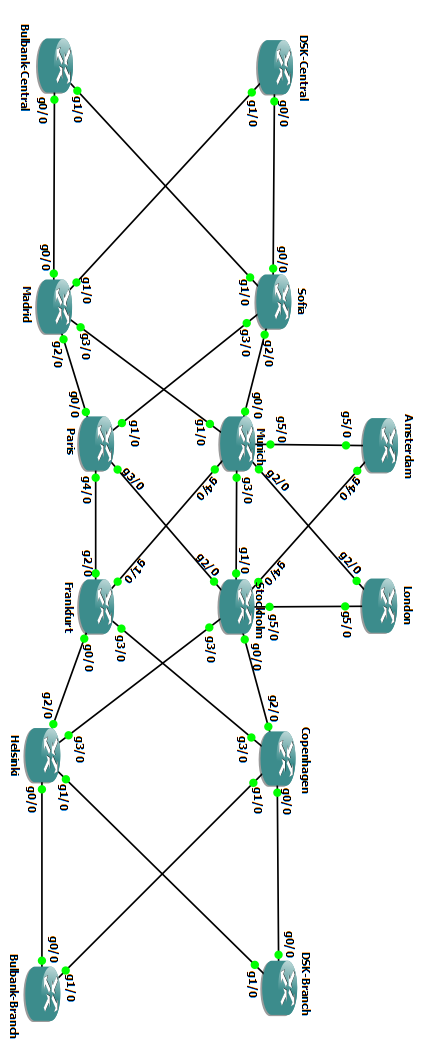 Bulbank-Central
g0/0
g1/0
DSK-Central
g0/0
g1/0
Madrid
g0/0
g1/0
g3/0
g2/0
Sofia
g0/0
g1/0
g3/0
g2/0
Paris
g0/0
g1/0
g4/0
g3/0
Munich
g0/0
g1/0
g5/0
g2/0
g3/0
g4/0
Amsterdam
g5/0
g4/0
Frankfurt
g2/0
g1/0
g0/0
g3/0
Stockholm
g2/0
g1/0
g4/0
g5/0
g3/0
g0/0
London
g2/0
g5/0
Helsinki
g2/0
g3/0
g0/0
g1/0
Copenhagen
g2/0
g3/0
g1/0
g0/0
Bulbank-Branch
g0/0
g1/0
DSK-Branch
g0/0
g1/0